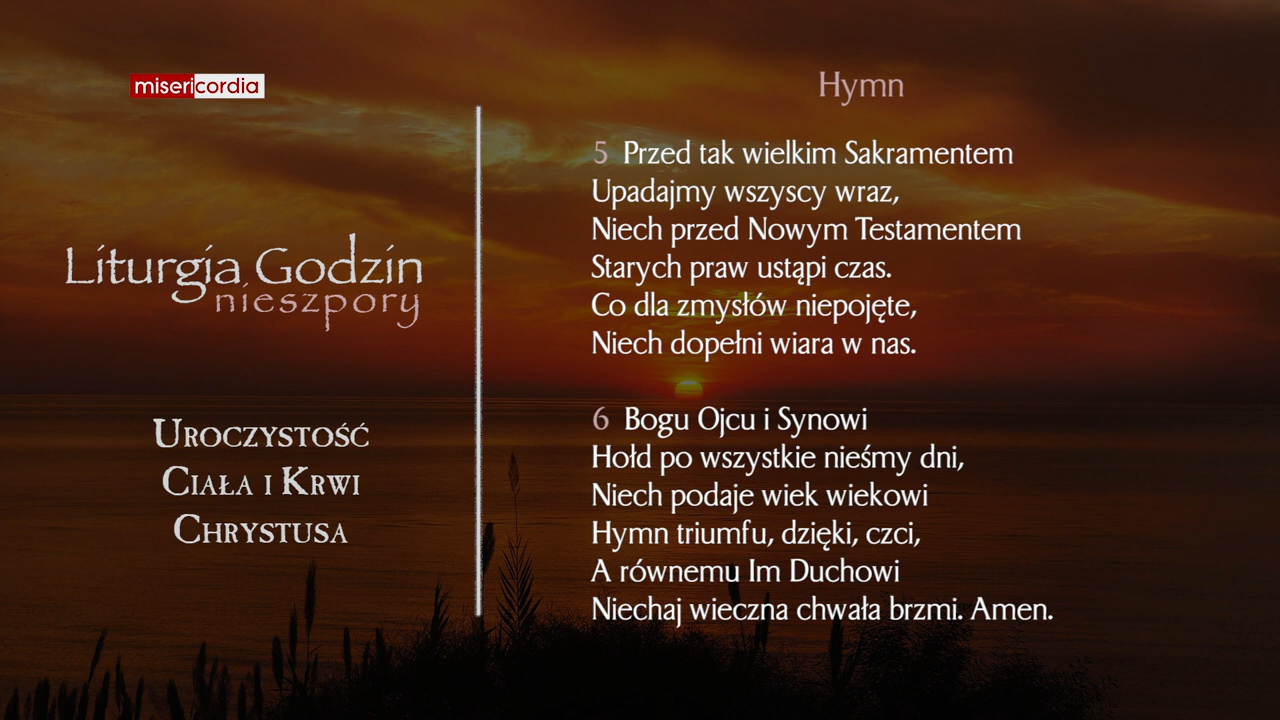 misericordia
Liturgia Godzin
nieszpory
Uroczystość
Ciała i Krwi
Chrystusa
Hymn
5 Przed tak wielkim Sakramentem
Upadajmy wszyscy wraz,
Niech przed Nowym Testamentem
Starych praw ustąpi czas.
Co dla zmysłów niepojęte,
Niech dopełni wiara w nas.
6 Bogu Ojcu i Synowi
Hołd po wszystkie nieśmy dni,
Niech podaje wiek wiekowi
Hymn triumfu, dzięki, czci,
A równemu Im Duchowi
Niechaj wieczna chwała brzmi. Amen.